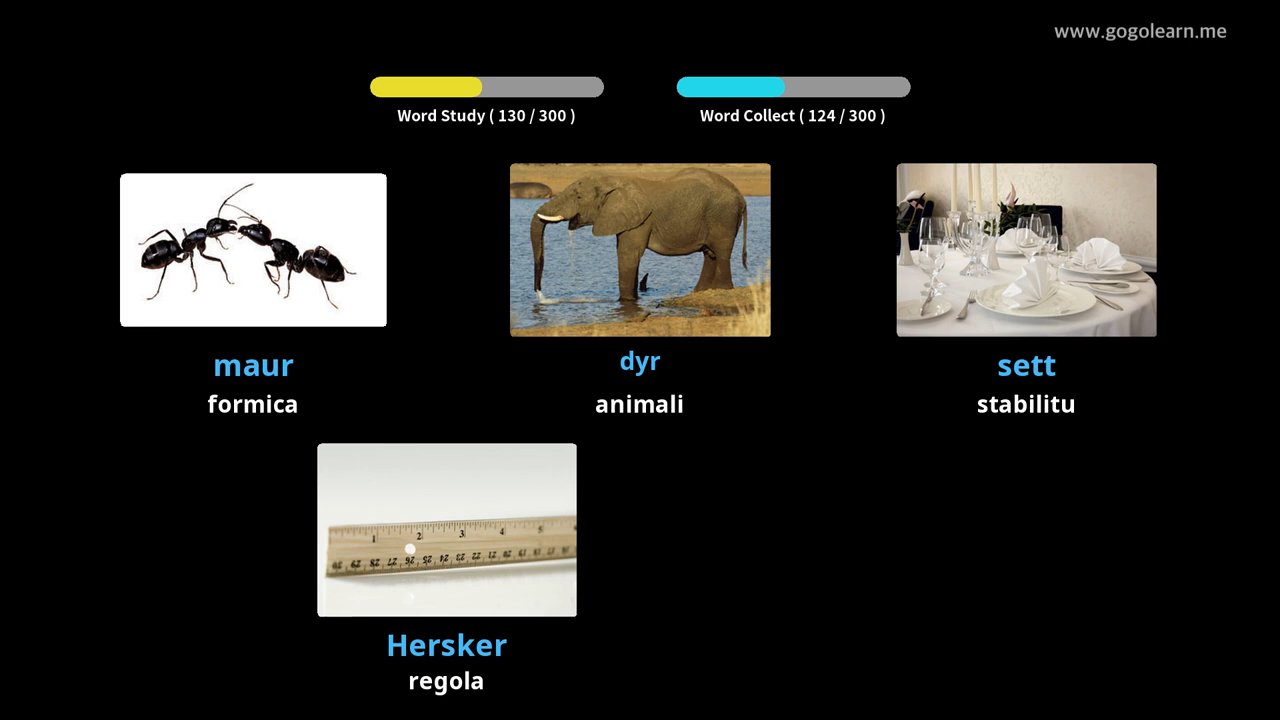 www.gogolearn.me
Word Study ( 130 / 300 )
Word Collect ( 124 / 300 )
maur
dyr
sett
formica
animali
stabilitu
Hersker
regola